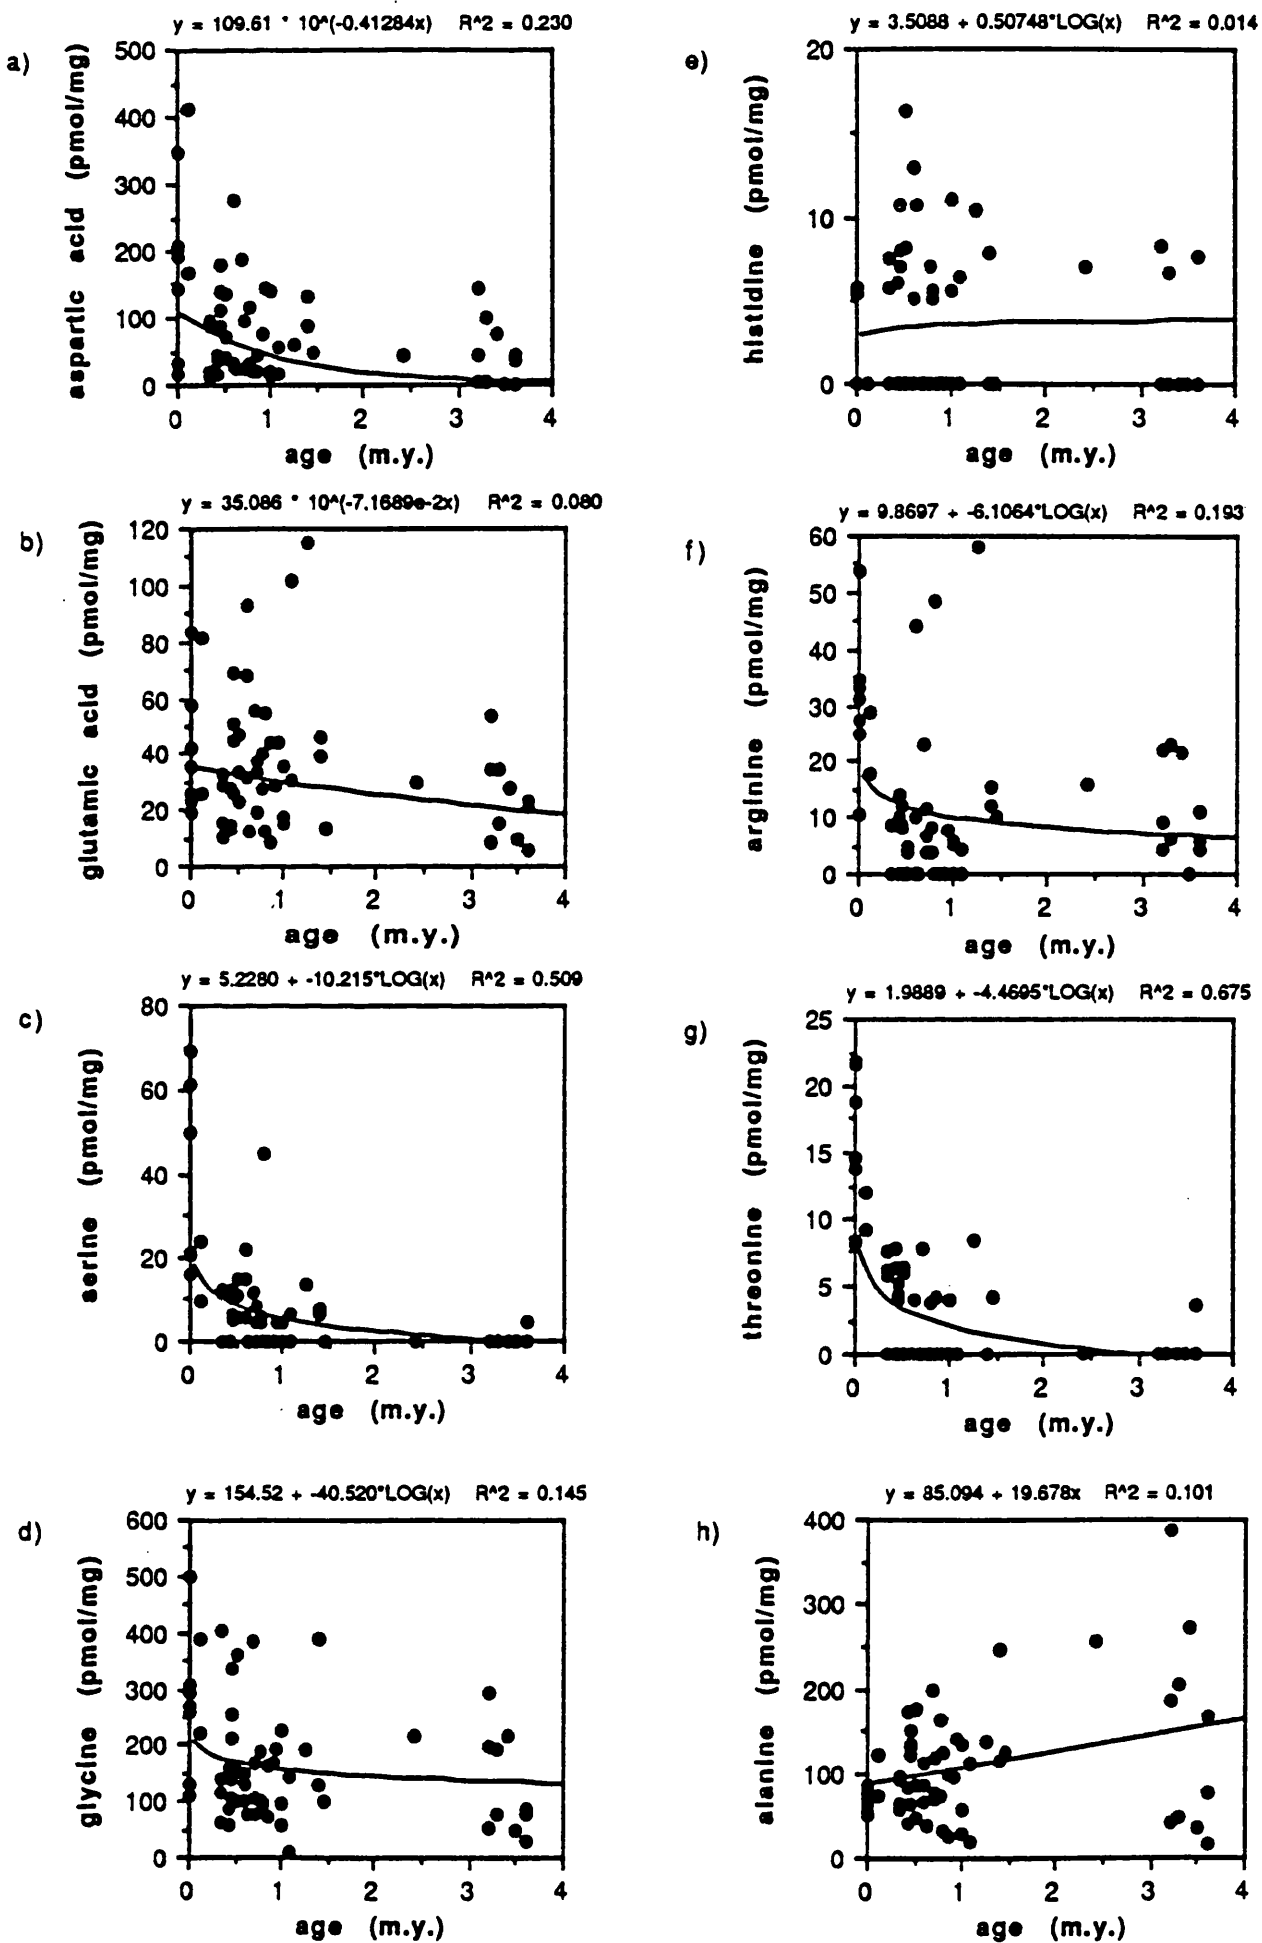 a)
y = 109.61 * 10^(-0.41284x) R^2 = 0.230
aspartic acid (pmol/mg)
500
400
300
200
100
0
0 1 2 3 4
age (m.y.)
b)
y = 35.086 * 10^(-7.1689e-2x) R^2 = 0.080
glutamic acid (pmol/mg)
120
100
80
60
40
20
0
0 1 2 3 4
age (m.y.)
c)
y = 5.2280 + -10.215*LOG(x) R^2 = 0.509
serine (pmol/mg)
80
60
40
20
0
0 1 2 3 4
age (m.y.)
d)
y = 154.52 + -40.520*LOG(x) R^2 = 0.145
glycine (pmol/mg)
600
500
400
300
200
100
0
0 1 2 3 4
age (m.y.)
e)
y = 3.5088 + 0.50748*LOG(x) R^2 = 0.014
histidine (pmol/mg)
20
10
0
0 1 2 3 4
age (m.y.)
f)
y = 9.8697 + -6.1064*LOG(x) R^2 = 0.193
arginine (pmol/mg)
60
50
40
30
20
10
0
0 1 2 3 4
age (m.y.)
g)
y = 1.9889 + -4.4695*LOG(x) R^2 = 0.675
threonine (pmol/mg)
25
20
15
10
5
0
0 1 2 3 4
age (m.y.)
h)
y = 85.094 + 19.678x R^2 = 0.101
alanine (pmol/mg)
400
300
200
100
0
0 1 2 3 4
age (m.y.)